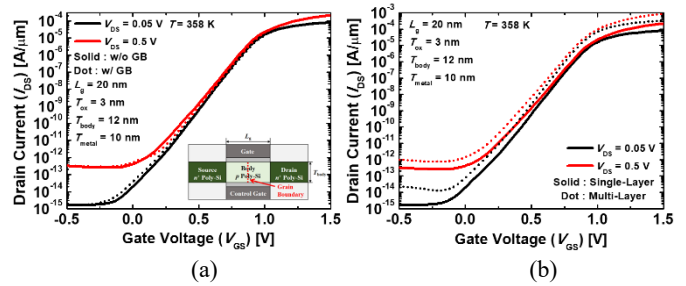 Drain Current (I_DS) [A/μm]
10⁻³
10⁻⁴
10⁻⁵
10⁻⁶
10⁻⁷
10⁻⁸
10⁻⁹
10⁻¹⁰
10⁻¹¹
10⁻¹²
10⁻¹³
10⁻¹⁴
10⁻¹⁵
V_DS = 0.05 V T = 358 K
V_DS = 0.5 V
Solid : w/o GB
Dot : w/ GB
L_g = 20 nm
T_ox = 3 nm
T_body = 12 nm
T_metal = 10 nm
L_g
Gate
Source
n⁺ Poly-Si
Body
p Poly-Si
Drain
n⁺ Poly-Si
T_body
Grain
Boundary
Control Gate
-0.5 0.0 0.5 1.0 1.5
Gate Voltage (V_GS) [V]
(a)
Drain Current (I_DS) [A/μm]
10⁻³
10⁻⁴
10⁻⁵
10⁻⁶
10⁻⁷
10⁻⁸
10⁻⁹
10⁻¹⁰
10⁻¹¹
10⁻¹²
10⁻¹³
10⁻¹⁴
10⁻¹⁵
L_g = 20 nm T = 358 K
T_ox = 3 nm
T_body = 12 nm
T_metal = 10 nm
V_DS = 0.05 V
V_DS = 0.5 V
Solid : Single-Layer
Dot : Multi-Layer
-0.5 0.0 0.5 1.0 1.5
Gate Voltage (V_GS) [V]
(b)